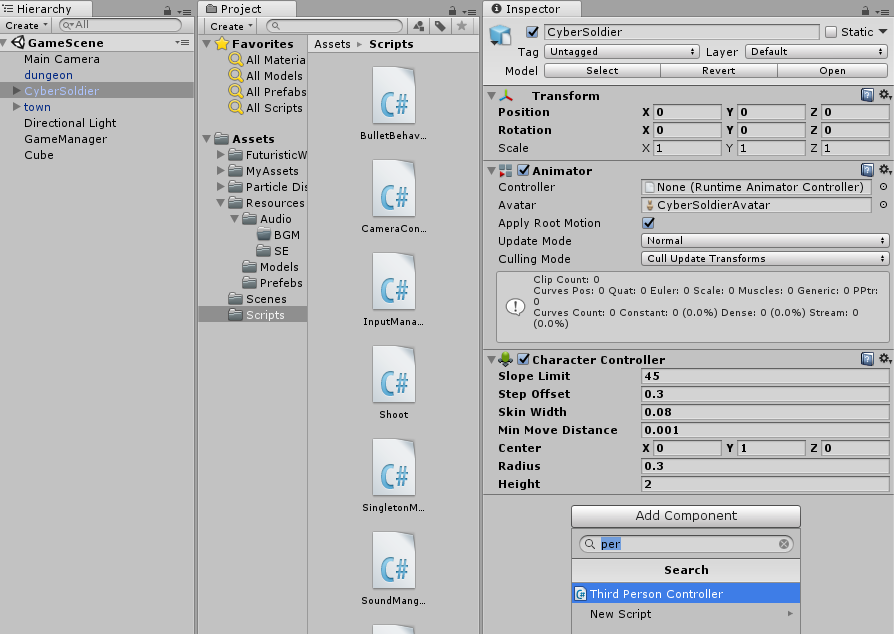 Hierarchy
Create
All
GameScene
Main Camera
dungeon
CyberSoldier
town
Directional Light
GameManager
Cube
Project
Create
Favorites
All Materia
All Models
All Prefabs
All Scripts
Assets
FuturisticW
MyAssets
Particle Dis
Resources
Audio
BGM
SE
Models
Prefebs
Scenes
Scripts
Assets ▸ Scripts
C#
BulletBehav...
C#
CameraCon...
C#
InputMana...
C#
Shoot
C#
SingletonM...
C#
SoundMang...
Inspector
CyberSoldier Static
Tag Untagged Layer Default
Model Select Revert Open
Transform
Position X 0 Y 0 Z 0
Rotation X 0 Y 0 Z 0
Scale X 1 Y 1 Z 1
Animator
Controller None (Runtime Animator Controller)
Avatar CyberSoldierAvatar
Apply Root Motion
Update Mode Normal
Culling Mode Cull Update Transforms
Clip Count: 0
Curves Pos: 0 Quat: 0 Euler: 0 Scale: 0 Muscles: 0 Generic: 0 PPtr:
0
Curves Count: 0 Constant: 0 (0.0%) Dense: 0 (0.0%) Stream: 0
(0.0%)
Character Controller
Slope Limit 45
Step Offset 0.3
Skin Width 0.08
Min Move Distance 0.001
Center X 0 Y 1 Z 0
Radius 0.3
Height 2
Add Component
per
Search
Third Person Controller
New Script